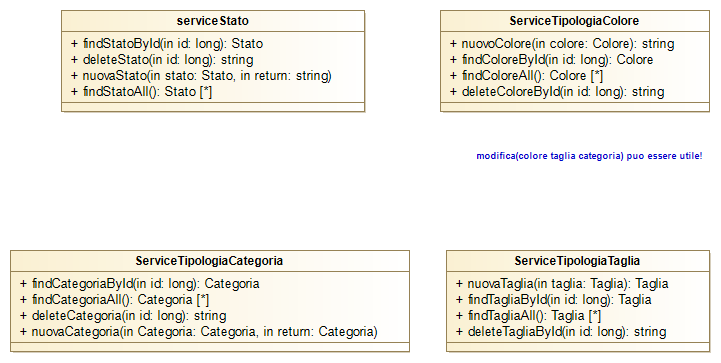 serviceStato
+ findStatoById(in id: long): Stato
+ deleteStato(in id: long): string
+ nuovaStato(in stato: Stato, in return: string)
+ findStatoAll(): Stato [*]
ServiceTipologiaColore
+ nuovoColore(in colore: Colore): string
+ findColoreById(in id: long): Colore
+ findColoreAll(): Colore [*]
+ deleteColoreById(in id: long): string
modifica(colore taglia categoria) puo essere utile!
ServiceTipologiaCategoria
+ findCategoriaById(in id: long): Categoria
+ findCategoriaAll(): Categoria [*]
+ deleteCategoria(in id: long): string
+ nuovaCategoria(in Categoria: Categoria, in return: Categoria)
ServiceTipologiaTaglia
+ nuovaTaglia(in taglia: Taglia): Taglia
+ findTagliaById(in id: long): Taglia
+ findTagliaAll(): Taglia [*]
+ deleteTagliaById(in id: long): string